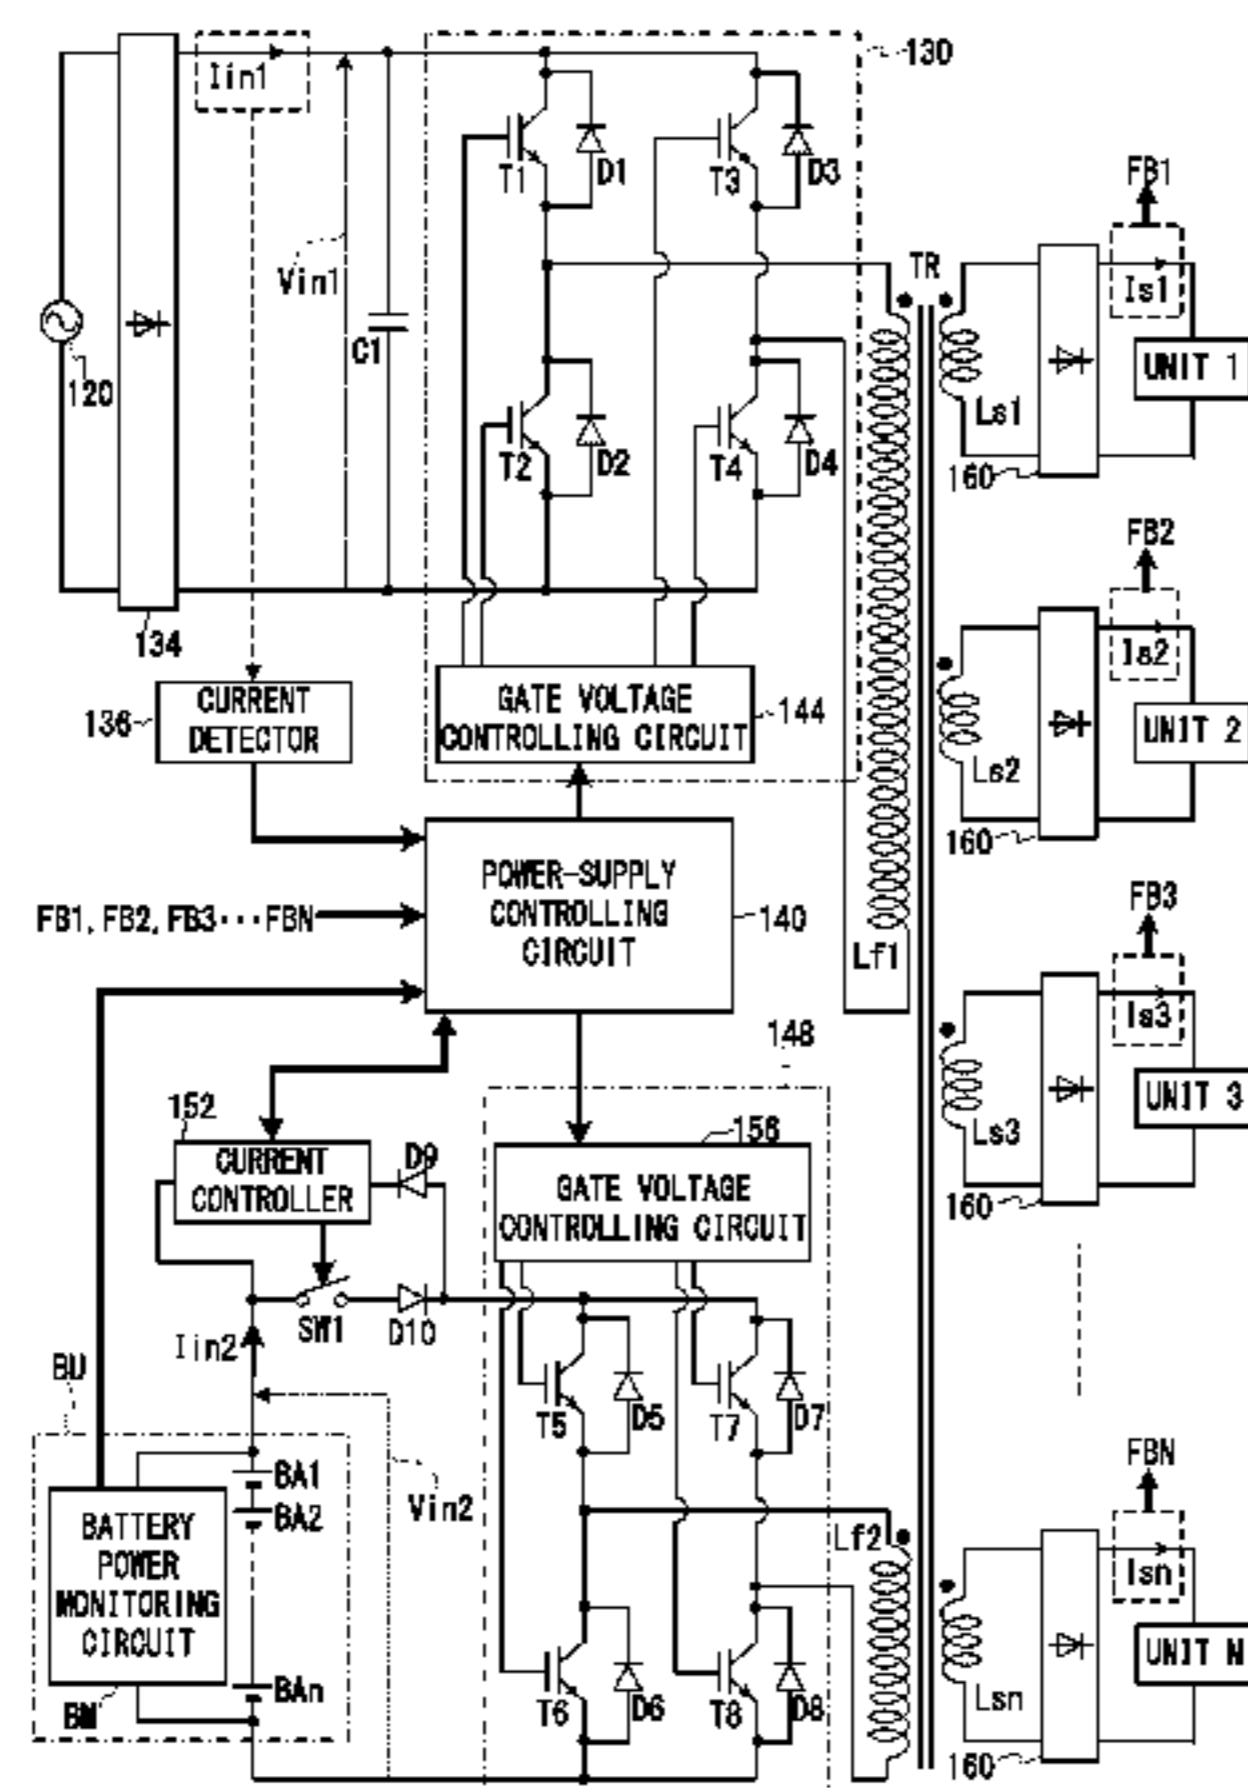 130
Iin1
T1
D1
T3
D3
FB1
Vin1
TR
Is1
C1
120
UNIT 1
Ls1
T2
D2
T4
D4
160
FB2
134
Is2
CURRENT
DETECTOR
136
GATE VOLTAGE
CONTROLLING CIRCUIT
144
UNIT 2
Ls2
160
POWER-SUPPLY
CONTROLLING
CIRCUIT
140
FB1, FB2, FB3···FBN
FB3
Lf1
Is3
148
152
CURRENT
CONTROLLER
D9
156
GATE VOLTAGE
CONTROLLING CIRCUIT
UNIT 3
Ls3
160
SW1
D10
Iin2
BU
T5
D5
T7
D7
BA1
BA2
Vin2
FBN
BATTERY
POWER
MONITORING
CIRCUIT
Lf2
Isn
BAn
BM
T6
D6
T8
D8
UNIT N
Lsn
160